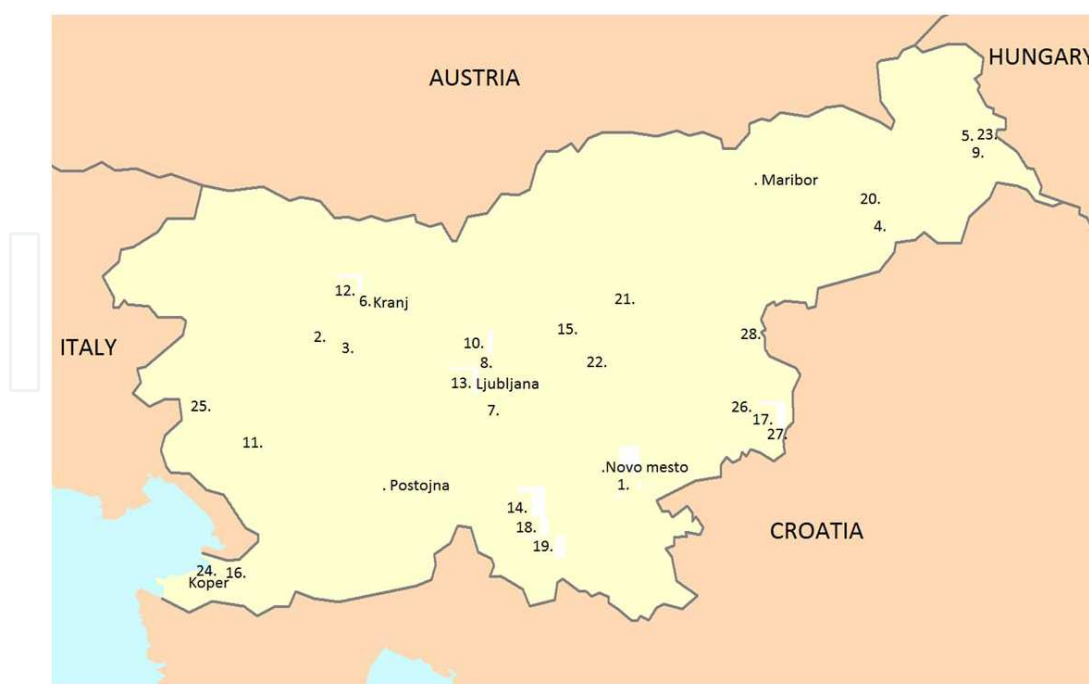 HUNGARY
AUSTRIA
5. 23.
9.
. Maribor
20.
4.
12.
6. Kranj
21.
2.
3.
15.
10.
8.
22.
28.
ITALY
13. Ljubljana
7.
25.
26.
17.
27.
11.
.Novo mesto
1.
. Postojna
14.
18.
19.
CROATIA
24. 16.
Koper